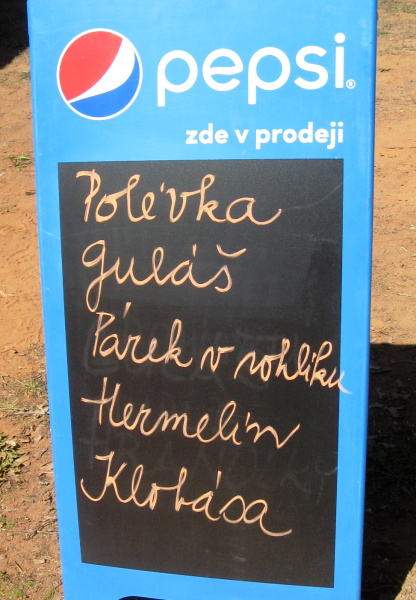 pepsi®
zde v prodeji
Polévka
guláš
Párek v rohlíku
Hermelín
Klobása